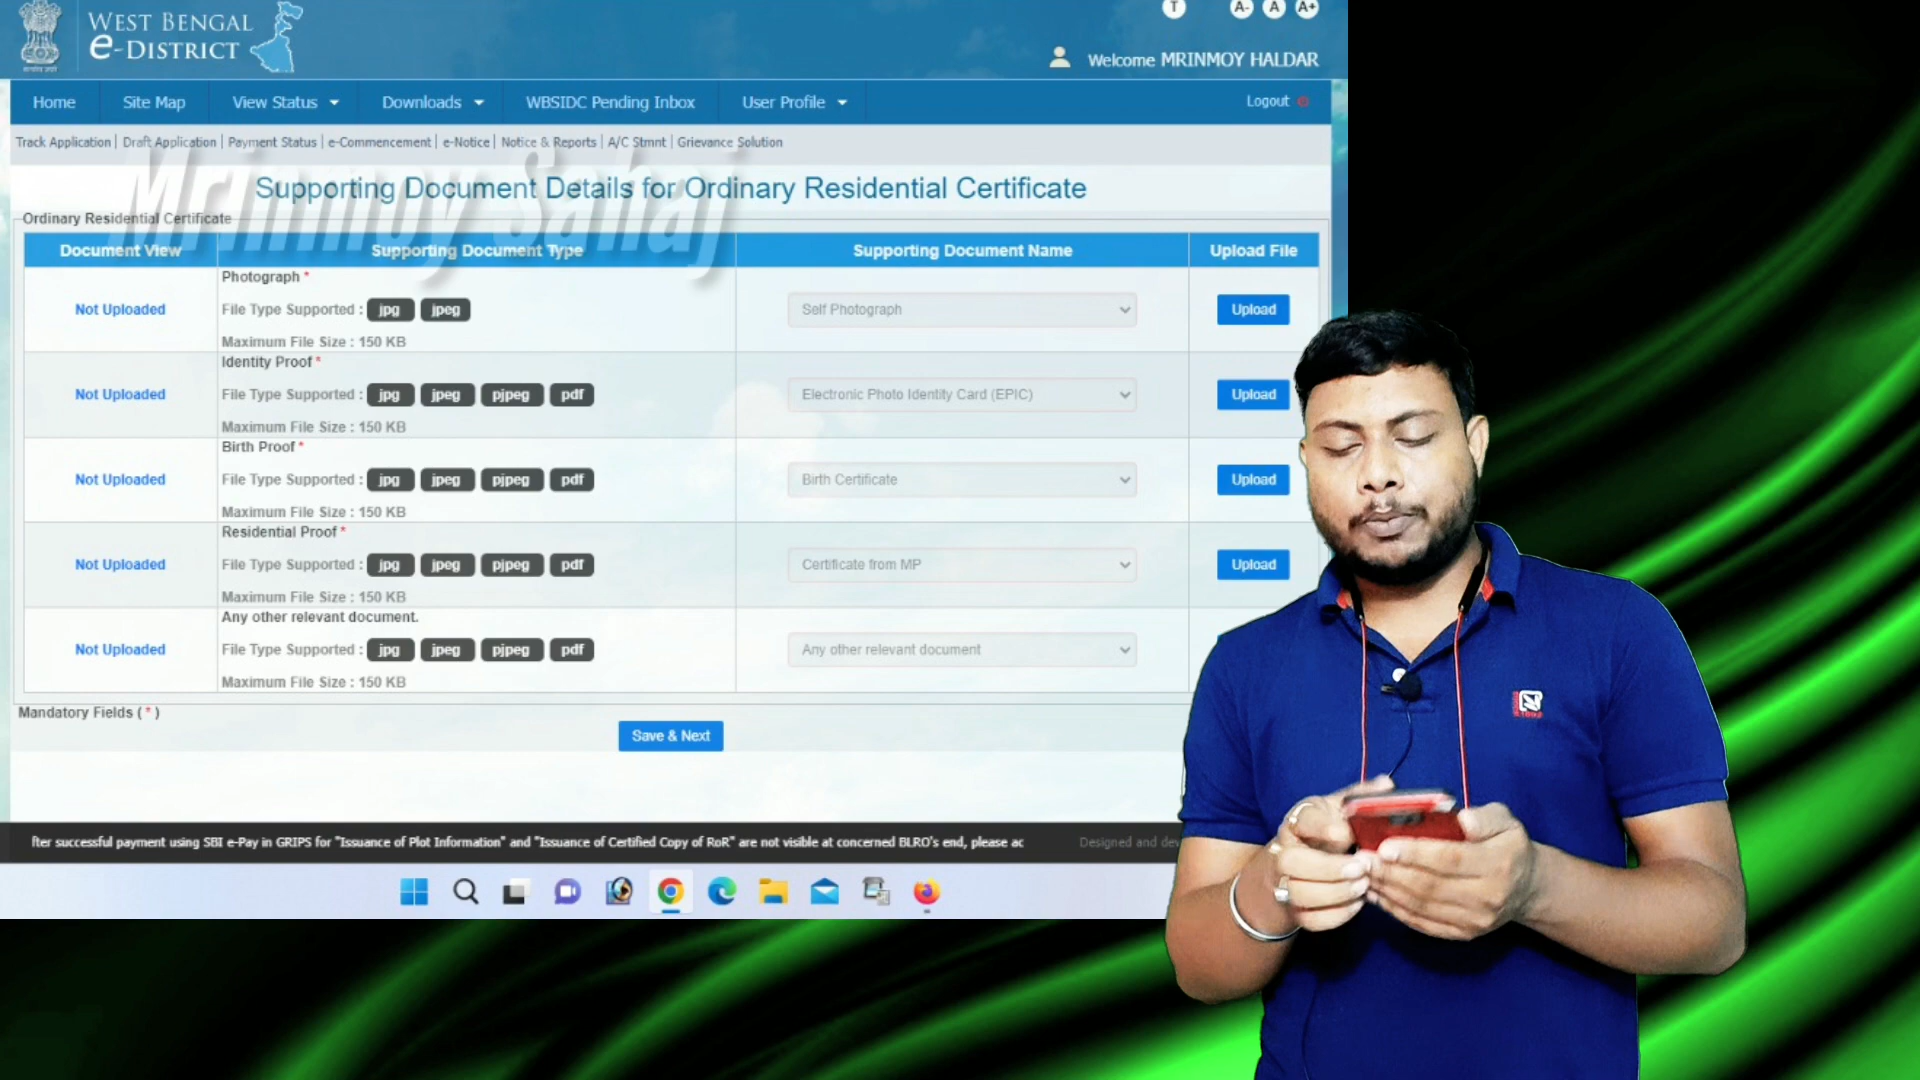 WEST BENGAL
e-DISTRICT
T A- A A+
Welcome MRINMOY HALDAR
Home Site Map View Status Downloads WBSIDC Pending Inbox User Profile Logout
Track Application | Draft Application | Payment Status | e-Commencement | e-Notice | Notice & Reports | A/C Stmnt | Grievance Solution
Mrinmoy Sahaj
Supporting Document Details for Ordinary Residential Certificate
Ordinary Residential Certificate
Document View Supporting Document Type Supporting Document Name Upload File
Photograph *
Not Uploaded File Type Supported : jpg jpeg Self Photograph Upload
Maximum File Size : 150 KB
Identity Proof *
Not Uploaded File Type Supported : jpg jpeg pjpeg pdf Electronic Photo Identity Card (EPIC) Upload
Maximum File Size : 150 KB
Birth Proof *
Not Uploaded File Type Supported : jpg jpeg pjpeg pdf Birth Certificate Upload
Maximum File Size : 150 KB
Residential Proof *
Not Uploaded File Type Supported : jpg jpeg pjpeg pdf Certificate from MP Upload
Maximum File Size : 150 KB
Any other relevant document.
Not Uploaded File Type Supported : jpg jpeg pjpeg pdf Any other relevant document
Maximum File Size : 150 KB
Mandatory Fields ( * )
Save & Next
fter successful payment using SBI e-Pay in GRIPS for "Issuance of Plot Information" and "Issuance of Certified Copy of RoR" are not visible at concerned BLRO's end, please ac Designed and dev